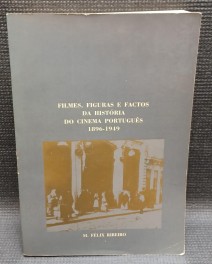 FILMES, FIGURAS E FACTOS
DA HISTÓRIA
DO CINEMA PORTUGUÊS
1896-1949
M. FÉLIX RIBEIRO